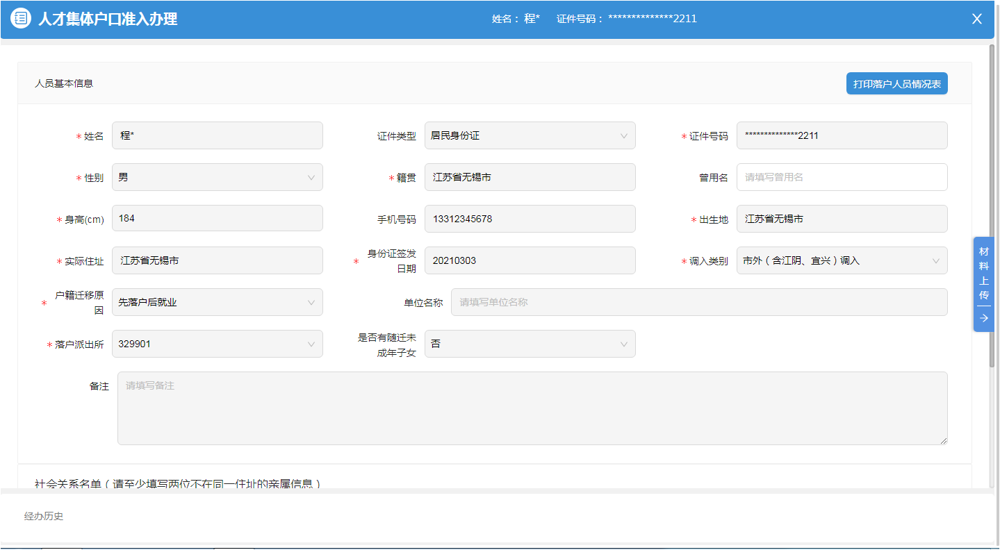 人才集体户口准入办理 姓名： 程* 证件号码： **************2211 X
人员基本信息 打印落户人员情况表
* 姓名 程* 证件类型 居民身份证 * 证件号码 **************2211
* 性别 男 * 籍贯 江苏省无锡市 曾用名 请填写曾用名
* 身高(cm) 184 手机号码 13312345678 * 出生地 江苏省无锡市
* 实际住址 江苏省无锡市 * 身份证签发日期 20210303 * 调入类别 市外（含江阴、宜兴）调入
* 户籍迁移原因 先落户后就业 单位名称 请填写单位名称
* 落户派出所 329901 是否有随迁未成年子女 否
备注 请填写备注
材料上传
社会关系名单（请至少填写两位不在同一住址的亲属信息）
经办历史